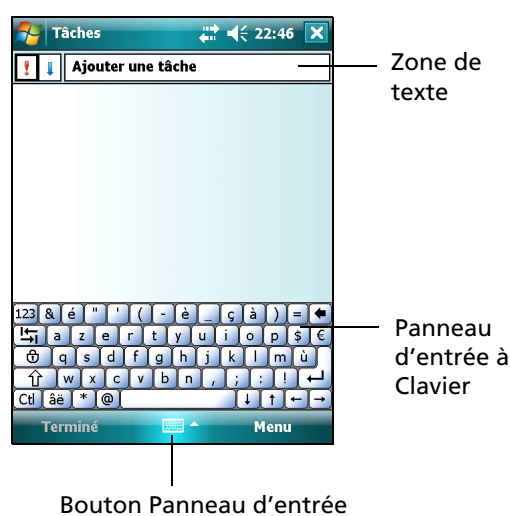 Tâches 22:46
! Ajouter une tâche
Zone de
texte
123 & é " ' ( - è _ ç à ) =
a z e r t y u i o p $ €
q s d f g h j k l m ù
w x c v b n , ; : !
Ctl âë * @ ↓ ↑ ← →
Panneau
d'entrée à
Clavier
Terminé Menu
Bouton Panneau d'entrée